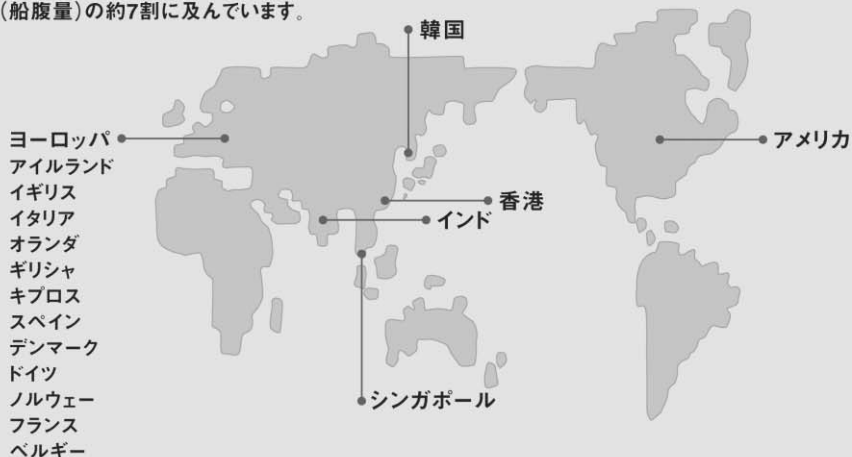 (船腹量)の約7割に及んでいます。
韓国
ヨーロッパ
アイルランド
イギリス
イタリア
オランダ
ギリシャ
キプロス
スペイン
デンマーク
ドイツ
ノルウェー
フランス
ベルギー
アメリカ
香港
インド
シンガポール